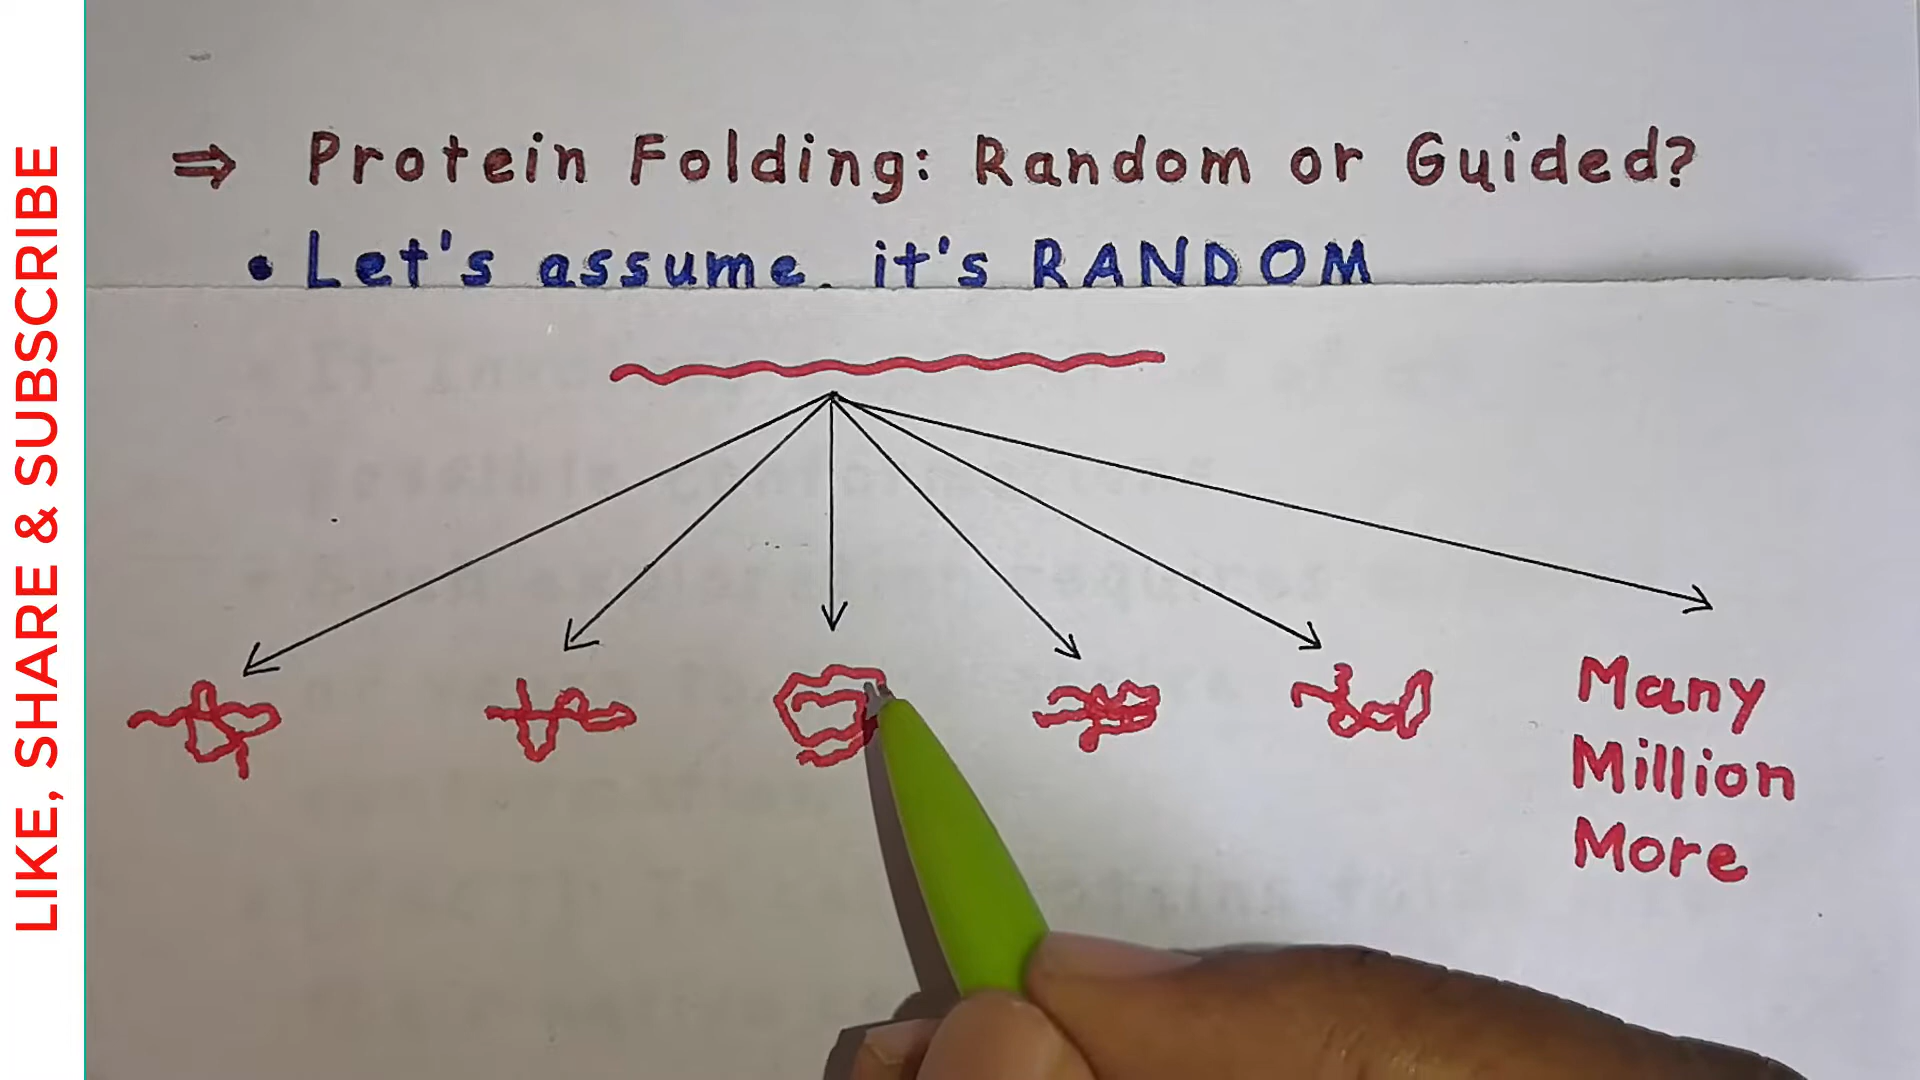 LIKE, SHARE & SUBSCRIBE
⇒ Protein Folding: Random or Guided?
• Let's assume, it's RANDOM
Many
Million
More